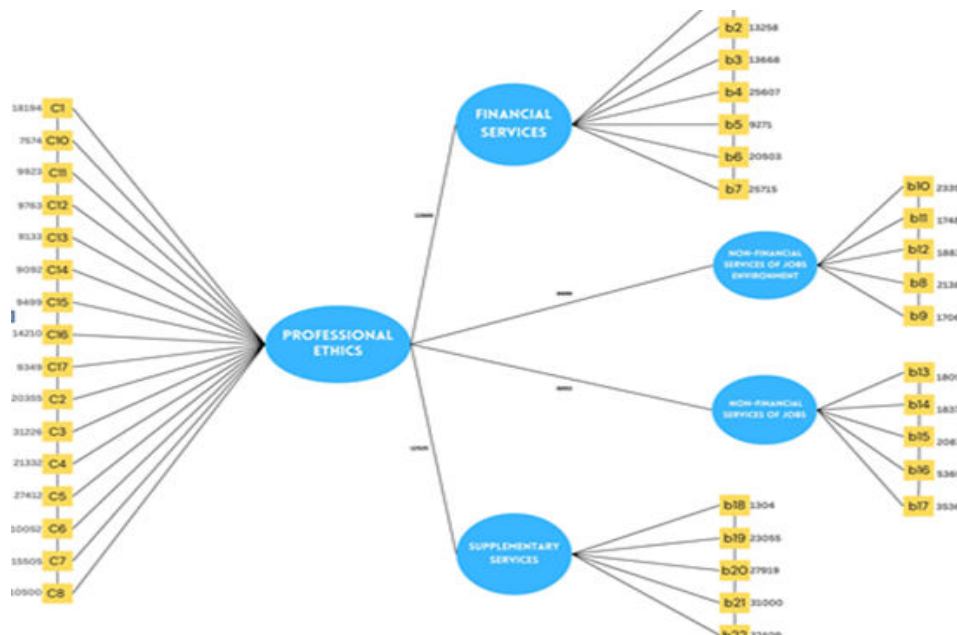 b2 13258
b3 13668
b4 25607
b5 9275
b6 20503
b7 25715
FINANCIAL
SERVICES
18194 C1
7574 C10
9923 C11
9763 C12
9133 C13
9092 C14
9499 C15
14210 C16
9349 C17
20355 C2
31226 C3
21332 C4
27412 C5
10052 C6
15505 C7
10500 C8
PROFESSIONAL
ETHICS
NON-FINANCIAL
SERVICES OF JOBS
ENVIRONMENT
b10
b11
b12
b8
b9
NON-FINANCIAL
SERVICES OF JOBS
b13
b14
b15
b16
b17
SUPPLEMENTARY
SERVICES
b18 1304
b19 23055
b20 27919
b21 31000